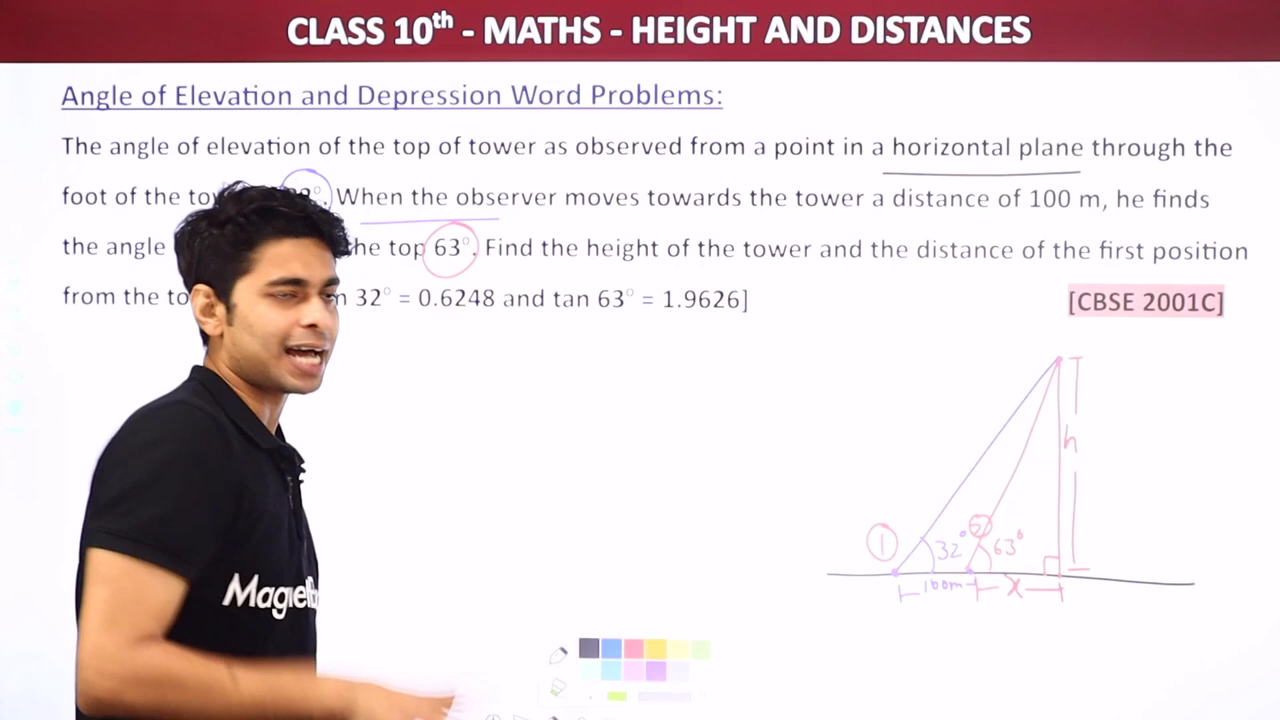 CLASS 10th - MATHS - HEIGHT AND DISTANCES
Angle of Elevation and Depression Word Problems:
The angle of elevation of the top of tower as observed from a point in a horizontal plane through the
foot of the When the observer moves towards the tower a distance of 100 m, he finds
the angle the top 63°. Find the height of the tower and the distance of the first position
from the 32° = 0.6248 and tan 63° = 1.9626]
[CBSE 2001C]
h
1
2
32°
63°
100m
x